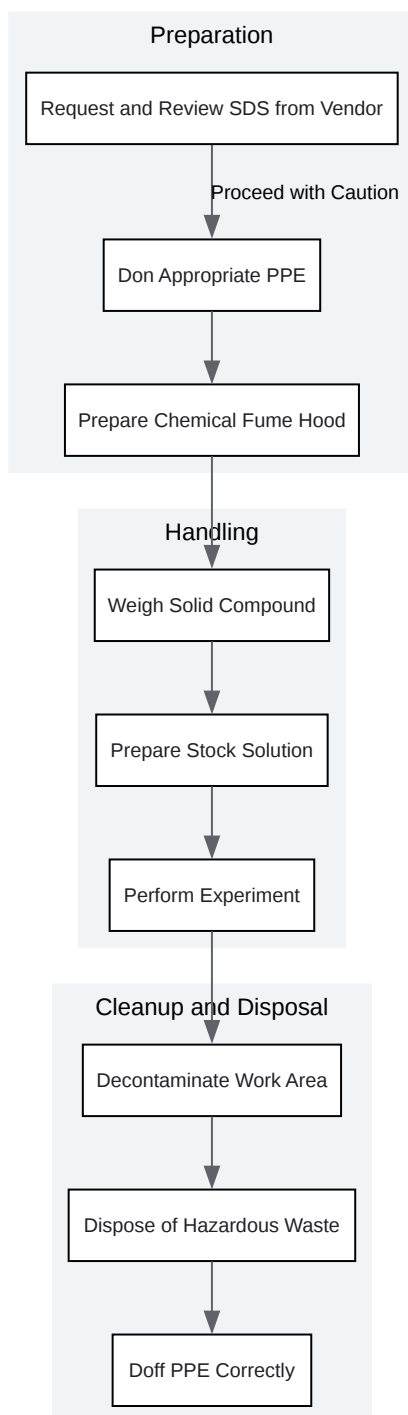 Preparation
Request and Review SDS from Vendor
Proceed with Caution
Don Appropriate PPE
Prepare Chemical Fume Hood
Handling
Weigh Solid Compound
Prepare Stock Solution
Perform Experiment
Cleanup and Disposal
Decontaminate Work Area
Dispose of Hazardous Waste
Doff PPE Correctly